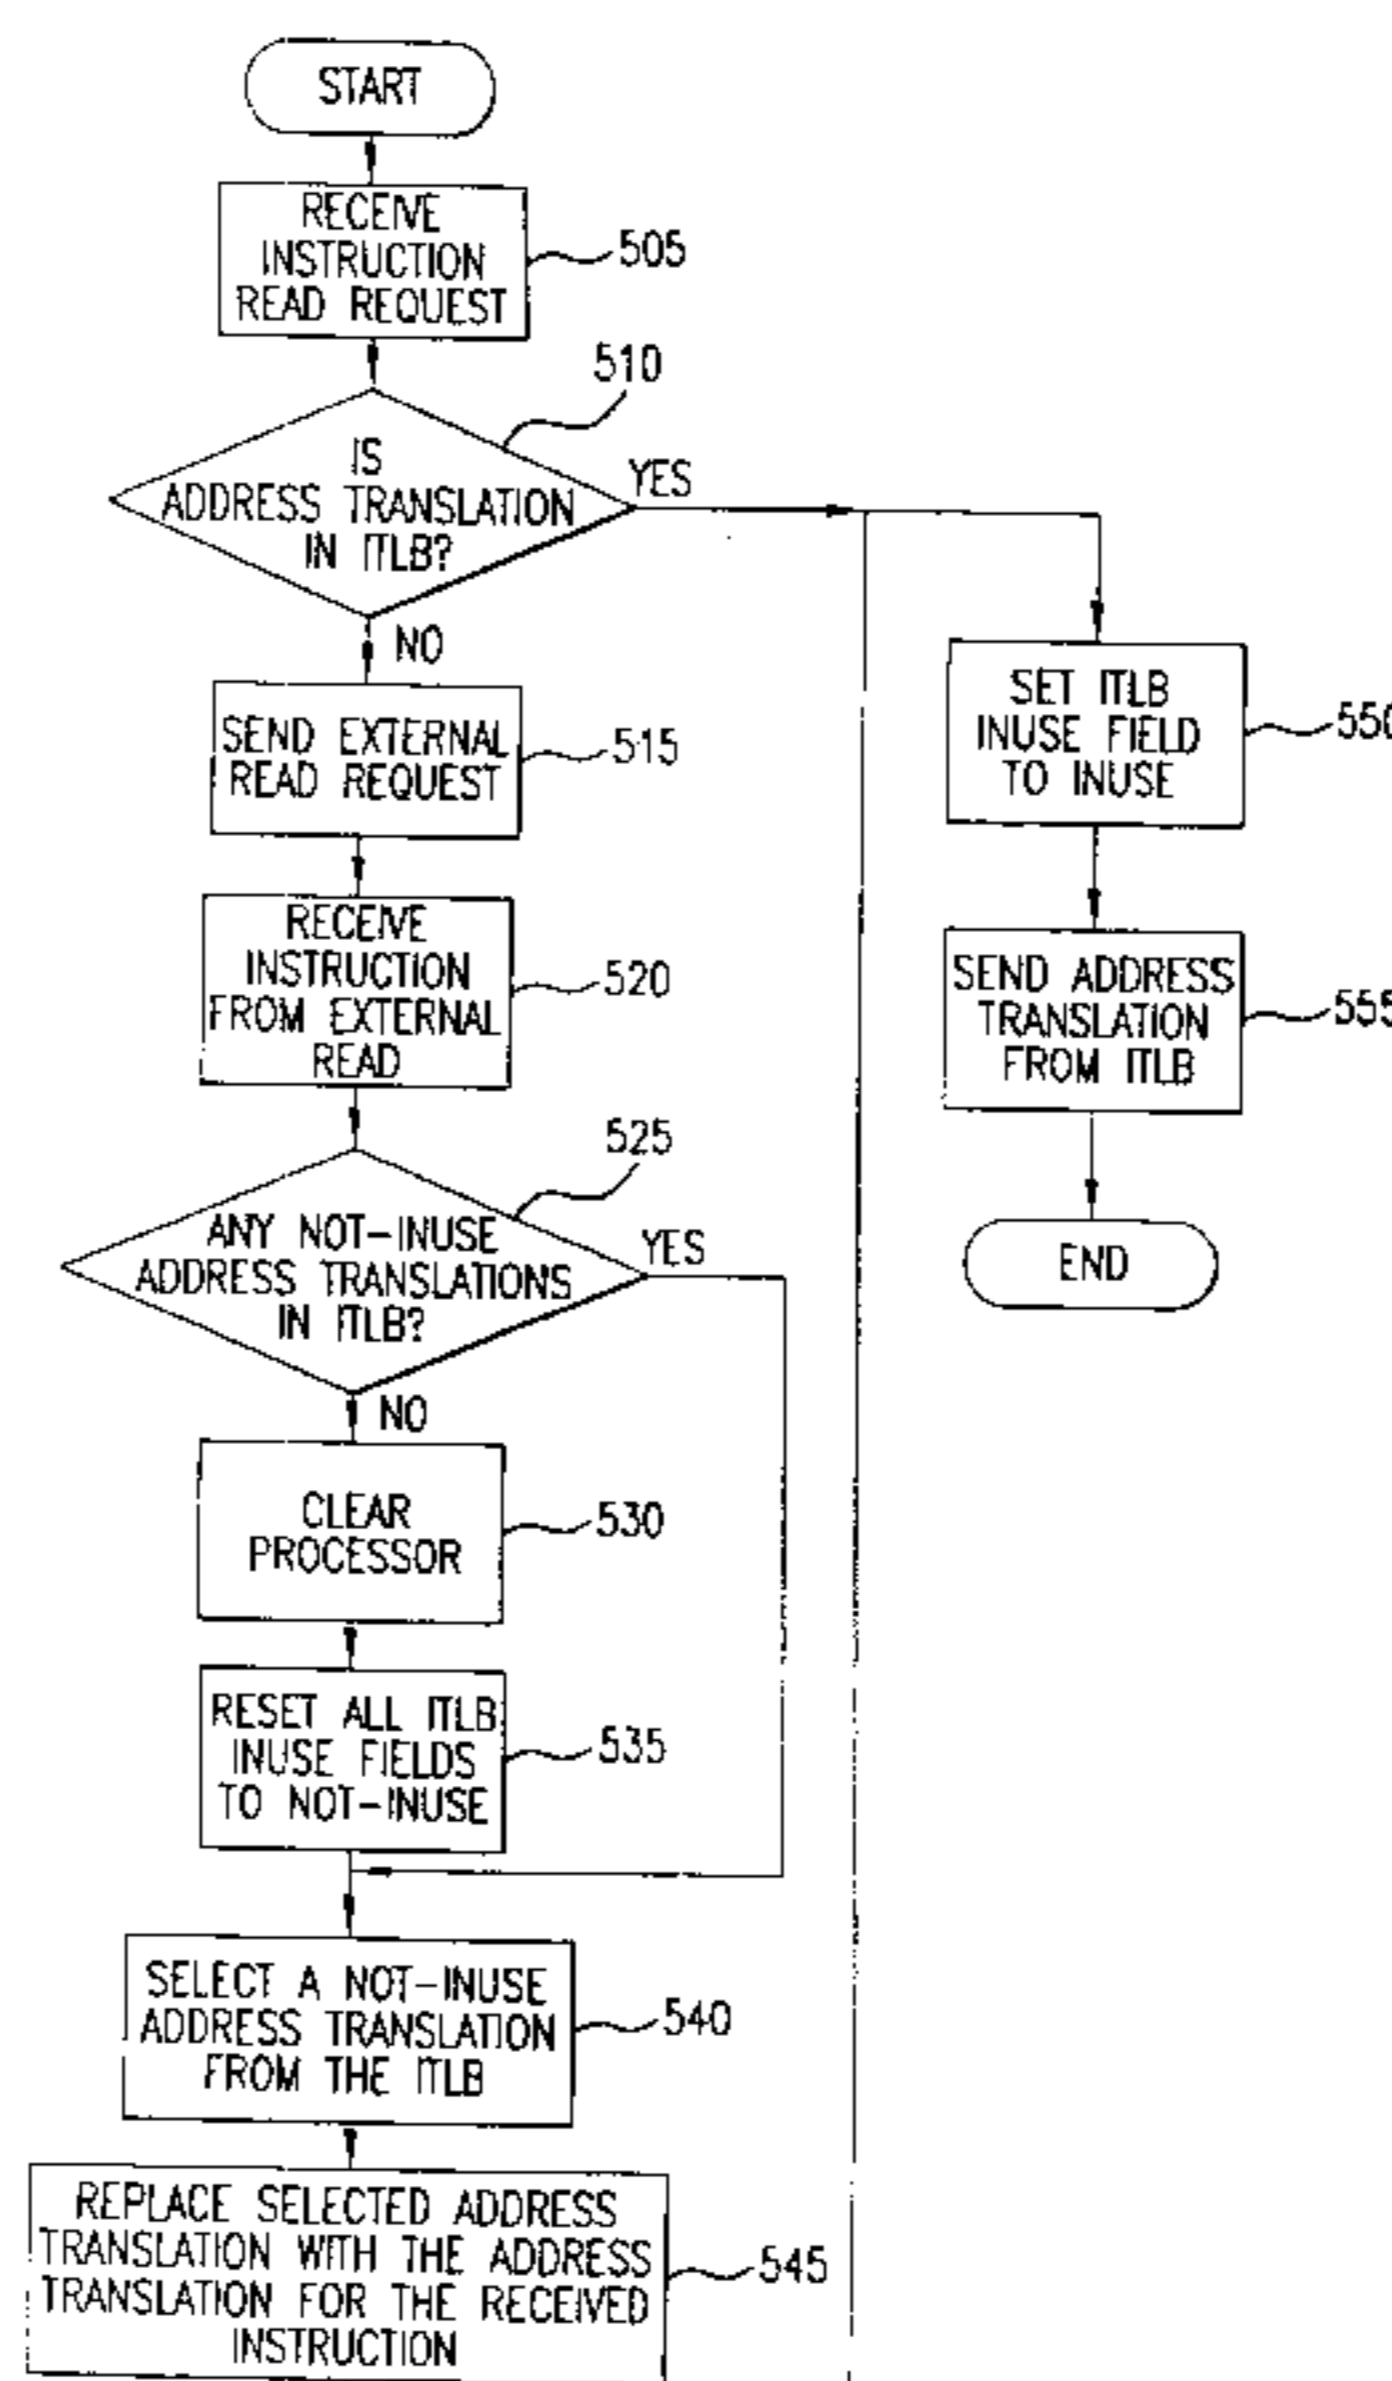 START
RECEIVE
INSTRUCTION
READ REQUEST
505
510
IS
ADDRESS TRANSLATION
IN ITLB?
YES
NO
SEND EXTERNAL
READ REQUEST
515
RECEIVE
INSTRUCTION
FROM EXTERNAL
READ
520
525
ANY NOT-INUSE
ADDRESS TRANSLATIONS
IN ITLB?
YES
NO
CLEAR
PROCESSOR
530
RESET ALL ITLB
INUSE FIELDS
TO NOT-INUSE
535
SELECT A NOT-INUSE
ADDRESS TRANSLATION
FROM THE ITLB
540
REPLACE SELECTED ADDRESS
TRANSLATION WITH THE ADDRESS
TRANSLATION FOR THE RECEIVED
INSTRUCTION
545
SET ITLB
INUSE FIELD
TO INUSE
550
SEND ADDRESS
TRANSLATION
FROM ITLB
555
END